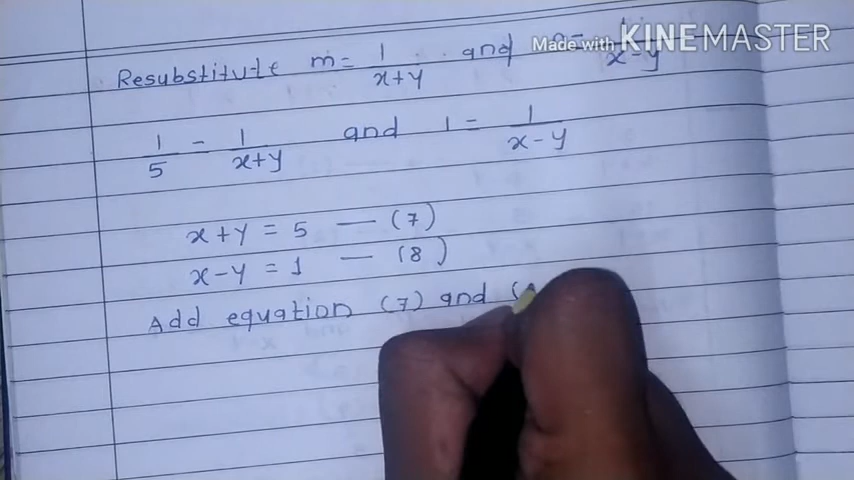 Resubstitute m = 1/(x+y) and n = 1/(x-y)
Made with KINEMASTER
1/5 = 1/(x+y) and 1 = 1/(x-y)
x+y = 5 — (7)
x-y = 1 — (8)
Add equation (7) and (